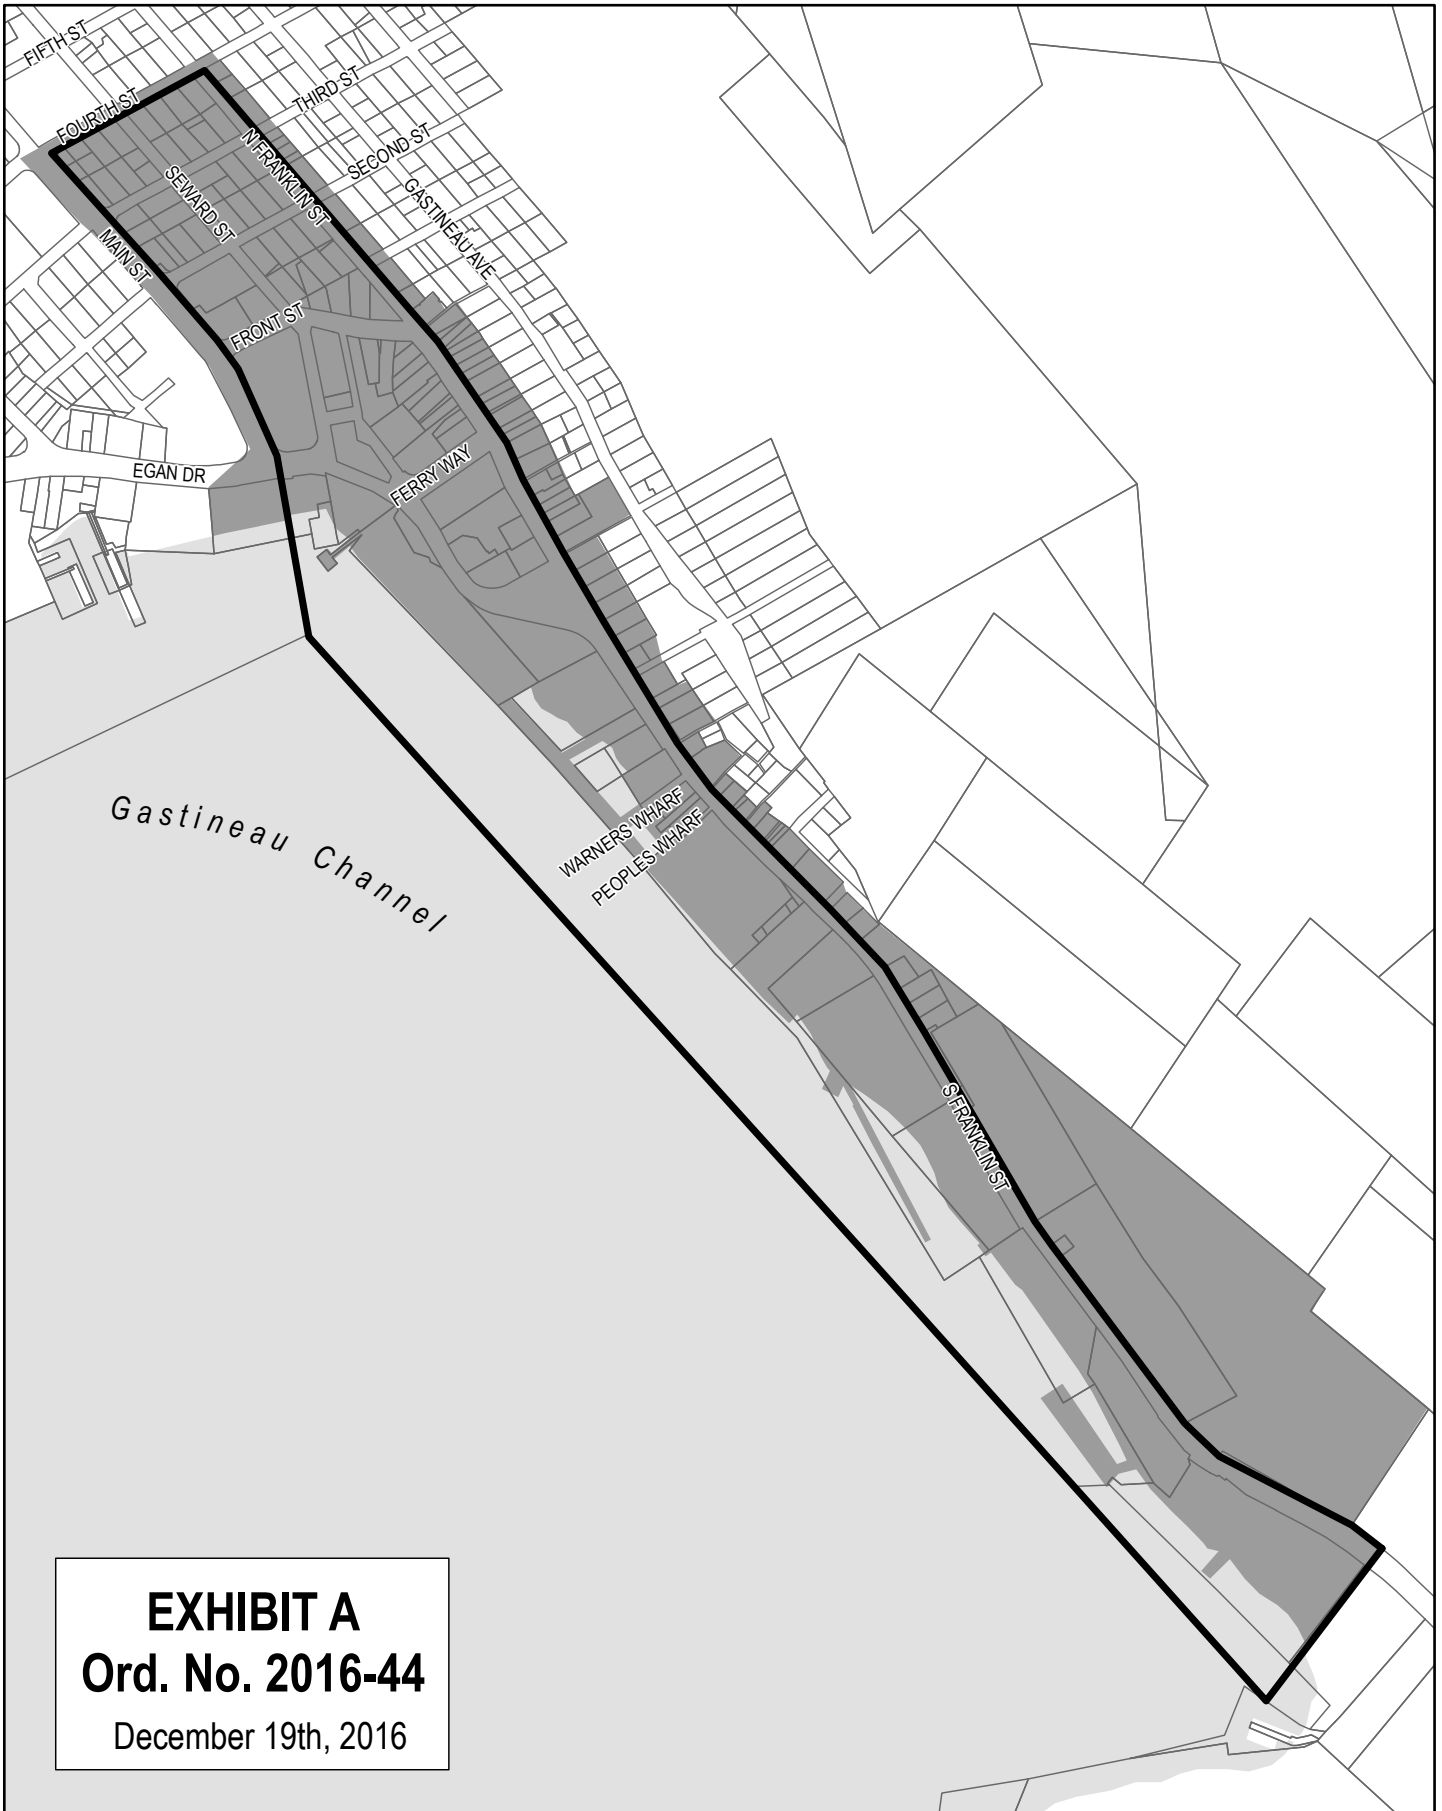 FIFTH ST
FOURTH ST
THIRD ST
N FRANKLIN ST
SECOND ST
SEWARD ST
GASTINEAU AVE
MAIN ST
FRONT ST
EGAN DR
FERRY WAY
Gastineau Channel
WARNERS WHARF
PEOPLES WHARF
S FRANKLIN ST
EXHIBIT A
Ord. No. 2016-44
December 19th, 2016